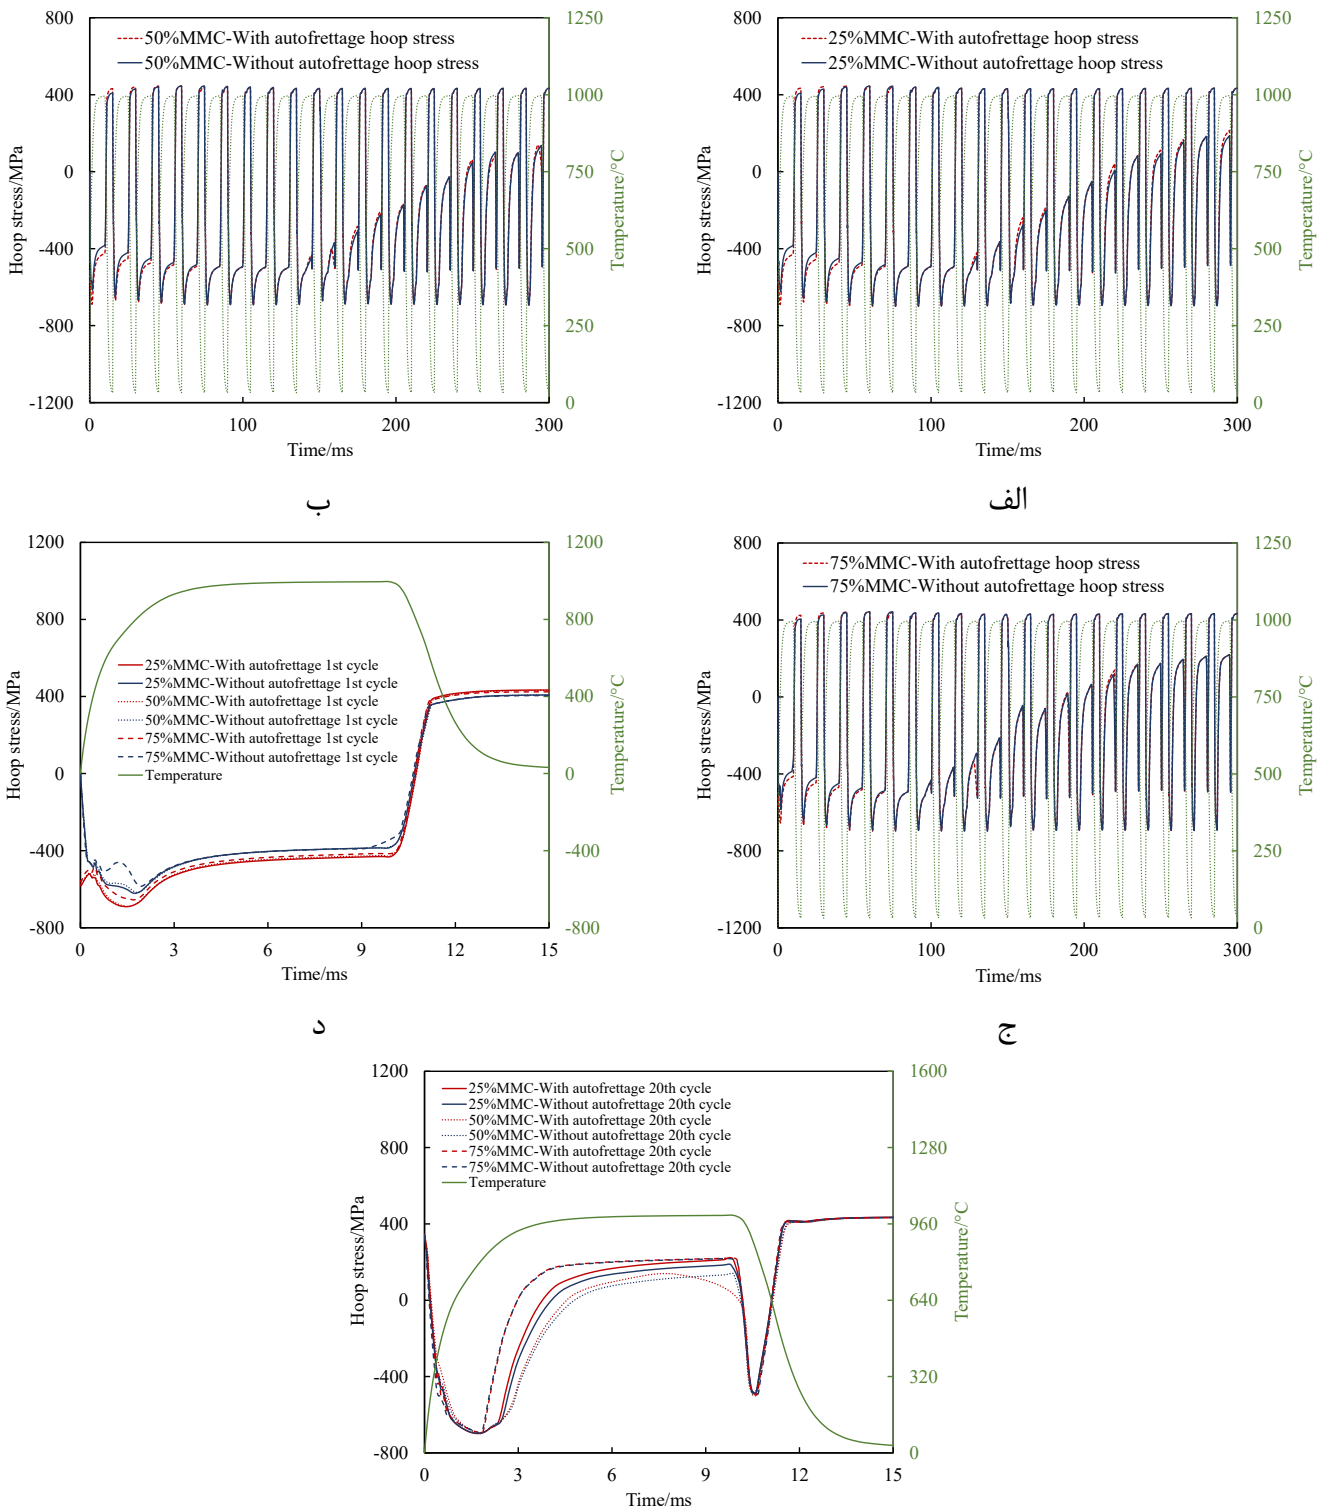 800
400
0
-400
-800
-1200
Hoop stress/MPa
50%MMC-With autofrettage hoop stress
50%MMC-Without autofrettage hoop stress
1250
1000
750
500
250
0
Temperature/°C
0 100 200 300
Time/ms
ب
800
400
0
-400
-800
-1200
Hoop stress/MPa
25%MMC-With autofrettage hoop stress
25%MMC-Without autofrettage hoop stress
1250
1000
750
500
250
0
Temperature/°C
0 100 200 300
Time/ms
الف
1200
800
400
0
-400
-800
Hoop stress/MPa
25%MMC-With autofrettage 1st cycle
25%MMC-Without autofrettage 1st cycle
50%MMC-With autofrettage 1st cycle
50%MMC-Without autofrettage 1st cycle
75%MMC-With autofrettage 1st cycle
75%MMC-Without autofrettage 1st cycle
Temperature
1200
800
400
0
-400
-800
Temperature/°C
0 3 6 9 12 15
Time/ms
د
800
400
0
-400
-800
-1200
Hoop stress/MPa
75%MMC-With autofrettage hoop stress
75%MMC-Without autofrettage hoop stress
1250
1000
750
500
250
0
Temperature/°C
0 100 200 300
Time/ms
ج
1200
800
400
0
-400
-800
Hoop stress/MPa
25%MMC-With autofrettage 20th cycle
25%MMC-Without autofrettage 20th cycle
50%MMC-With autofrettage 20th cycle
50%MMC-Without autofrettage 20th cycle
75%MMC-With autofrettage 20th cycle
75%MMC-Without autofrettage 20th cycle
Temperature
1600
1280
960
640
320
0
Temperature/°C
0 3 6 9 12 15
Time/ms